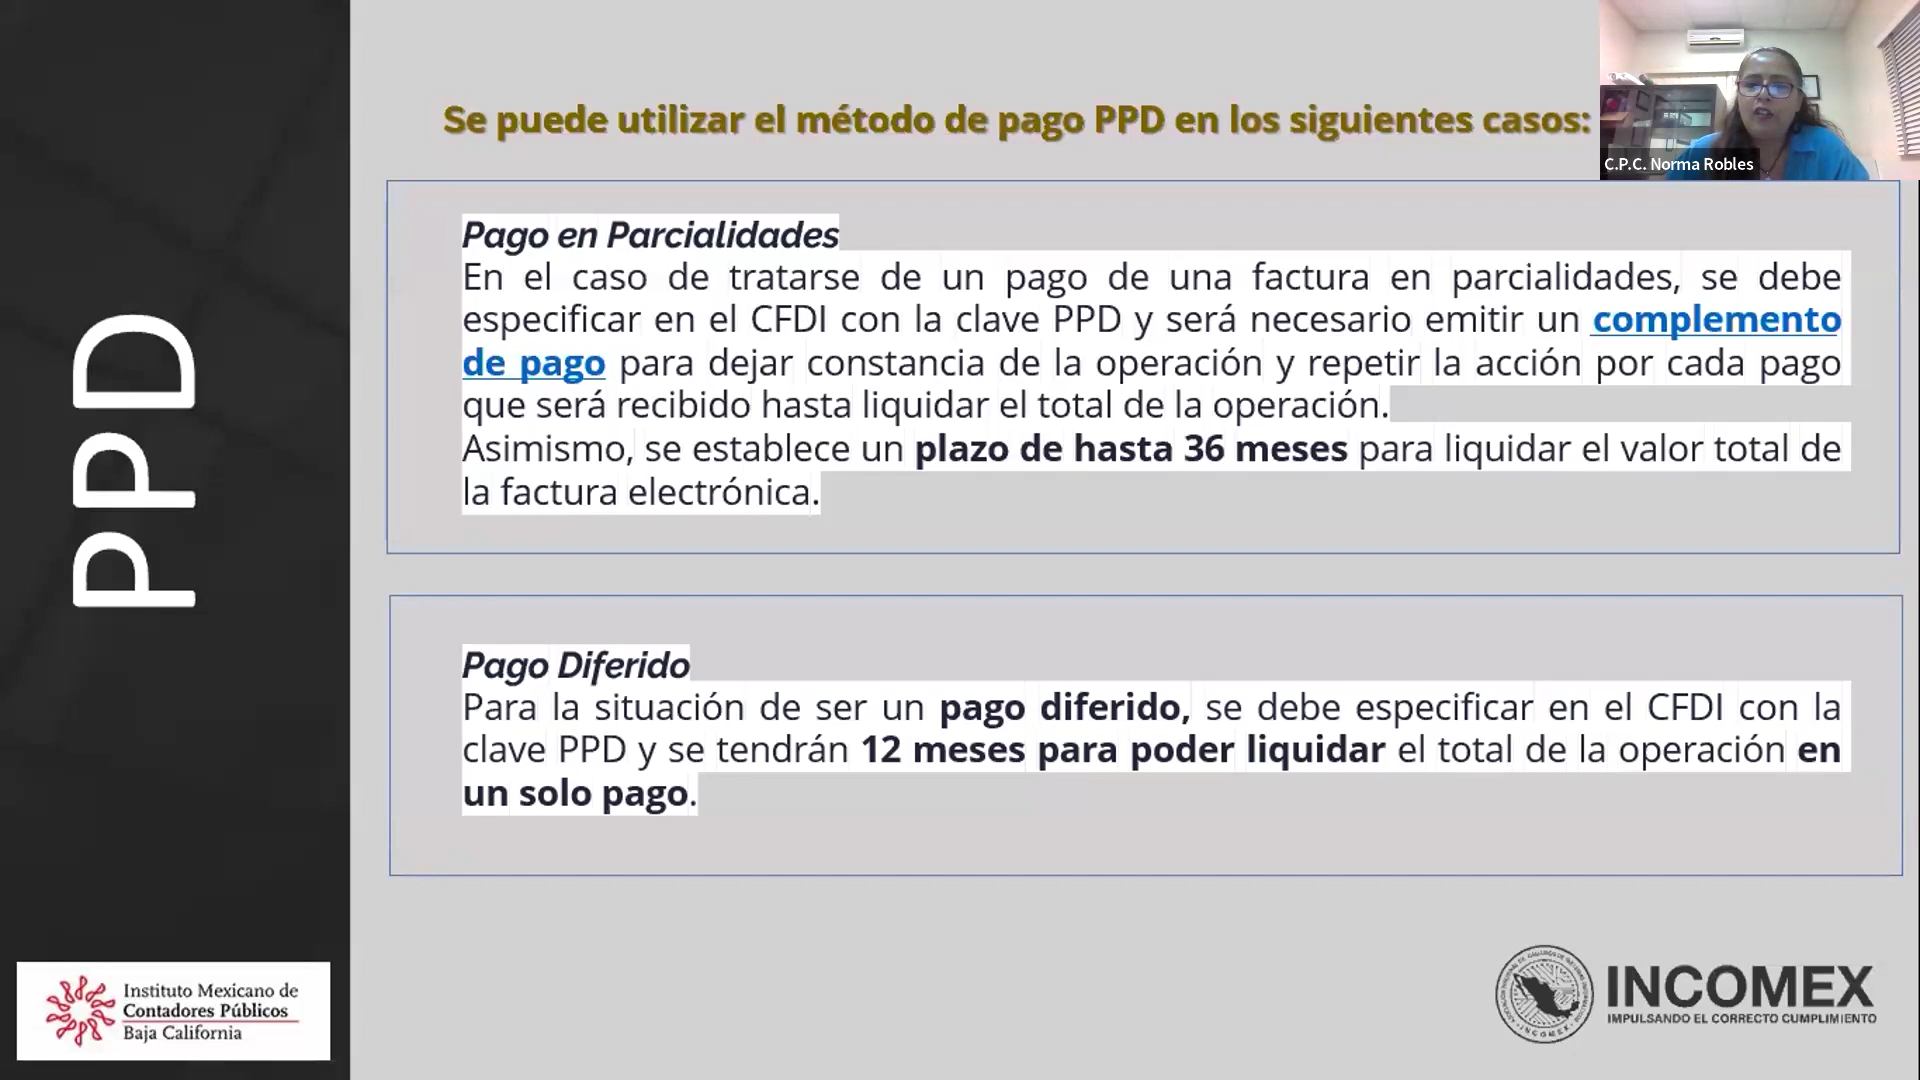 PPD
Se puede utilizar el método de pago PPD en los siguientes casos:
C.P.C. Norma Robles
Pago en Parcialidades
En el caso de tratarse de un pago de una factura en parcialidades, se debe
especificar en el CFDI con la clave PPD y será necesario emitir un complemento
de pago para dejar constancia de la operación y repetir la acción por cada pago
que será recibido hasta liquidar el total de la operación.
Asimismo, se establece un plazo de hasta 36 meses para liquidar el valor total de
la factura electrónica.
Pago Diferido
Para la situación de ser un pago diferido, se debe especificar en el CFDI con la
clave PPD y se tendrán 12 meses para poder liquidar el total de la operación en
un solo pago.
Instituto Mexicano de
Contadores Públicos
Baja California
INCOMEX
IMPULSANDO EL CORRECTO CUMPLIMIENTO